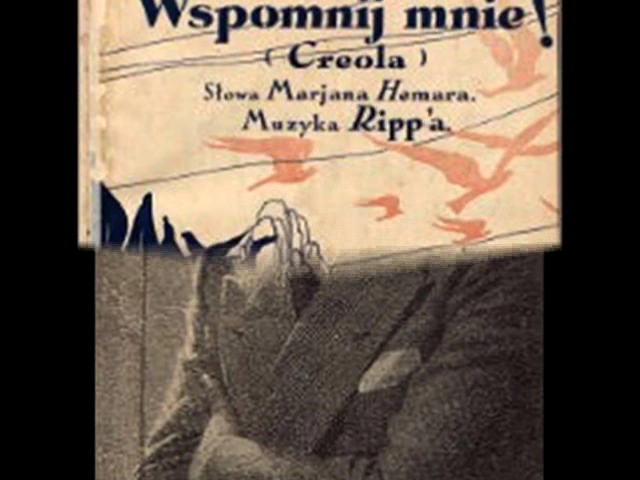 Wspomnij mnie!
( Creola )
Słowa Marjana Hemara.
Muzyka Ripp'a.